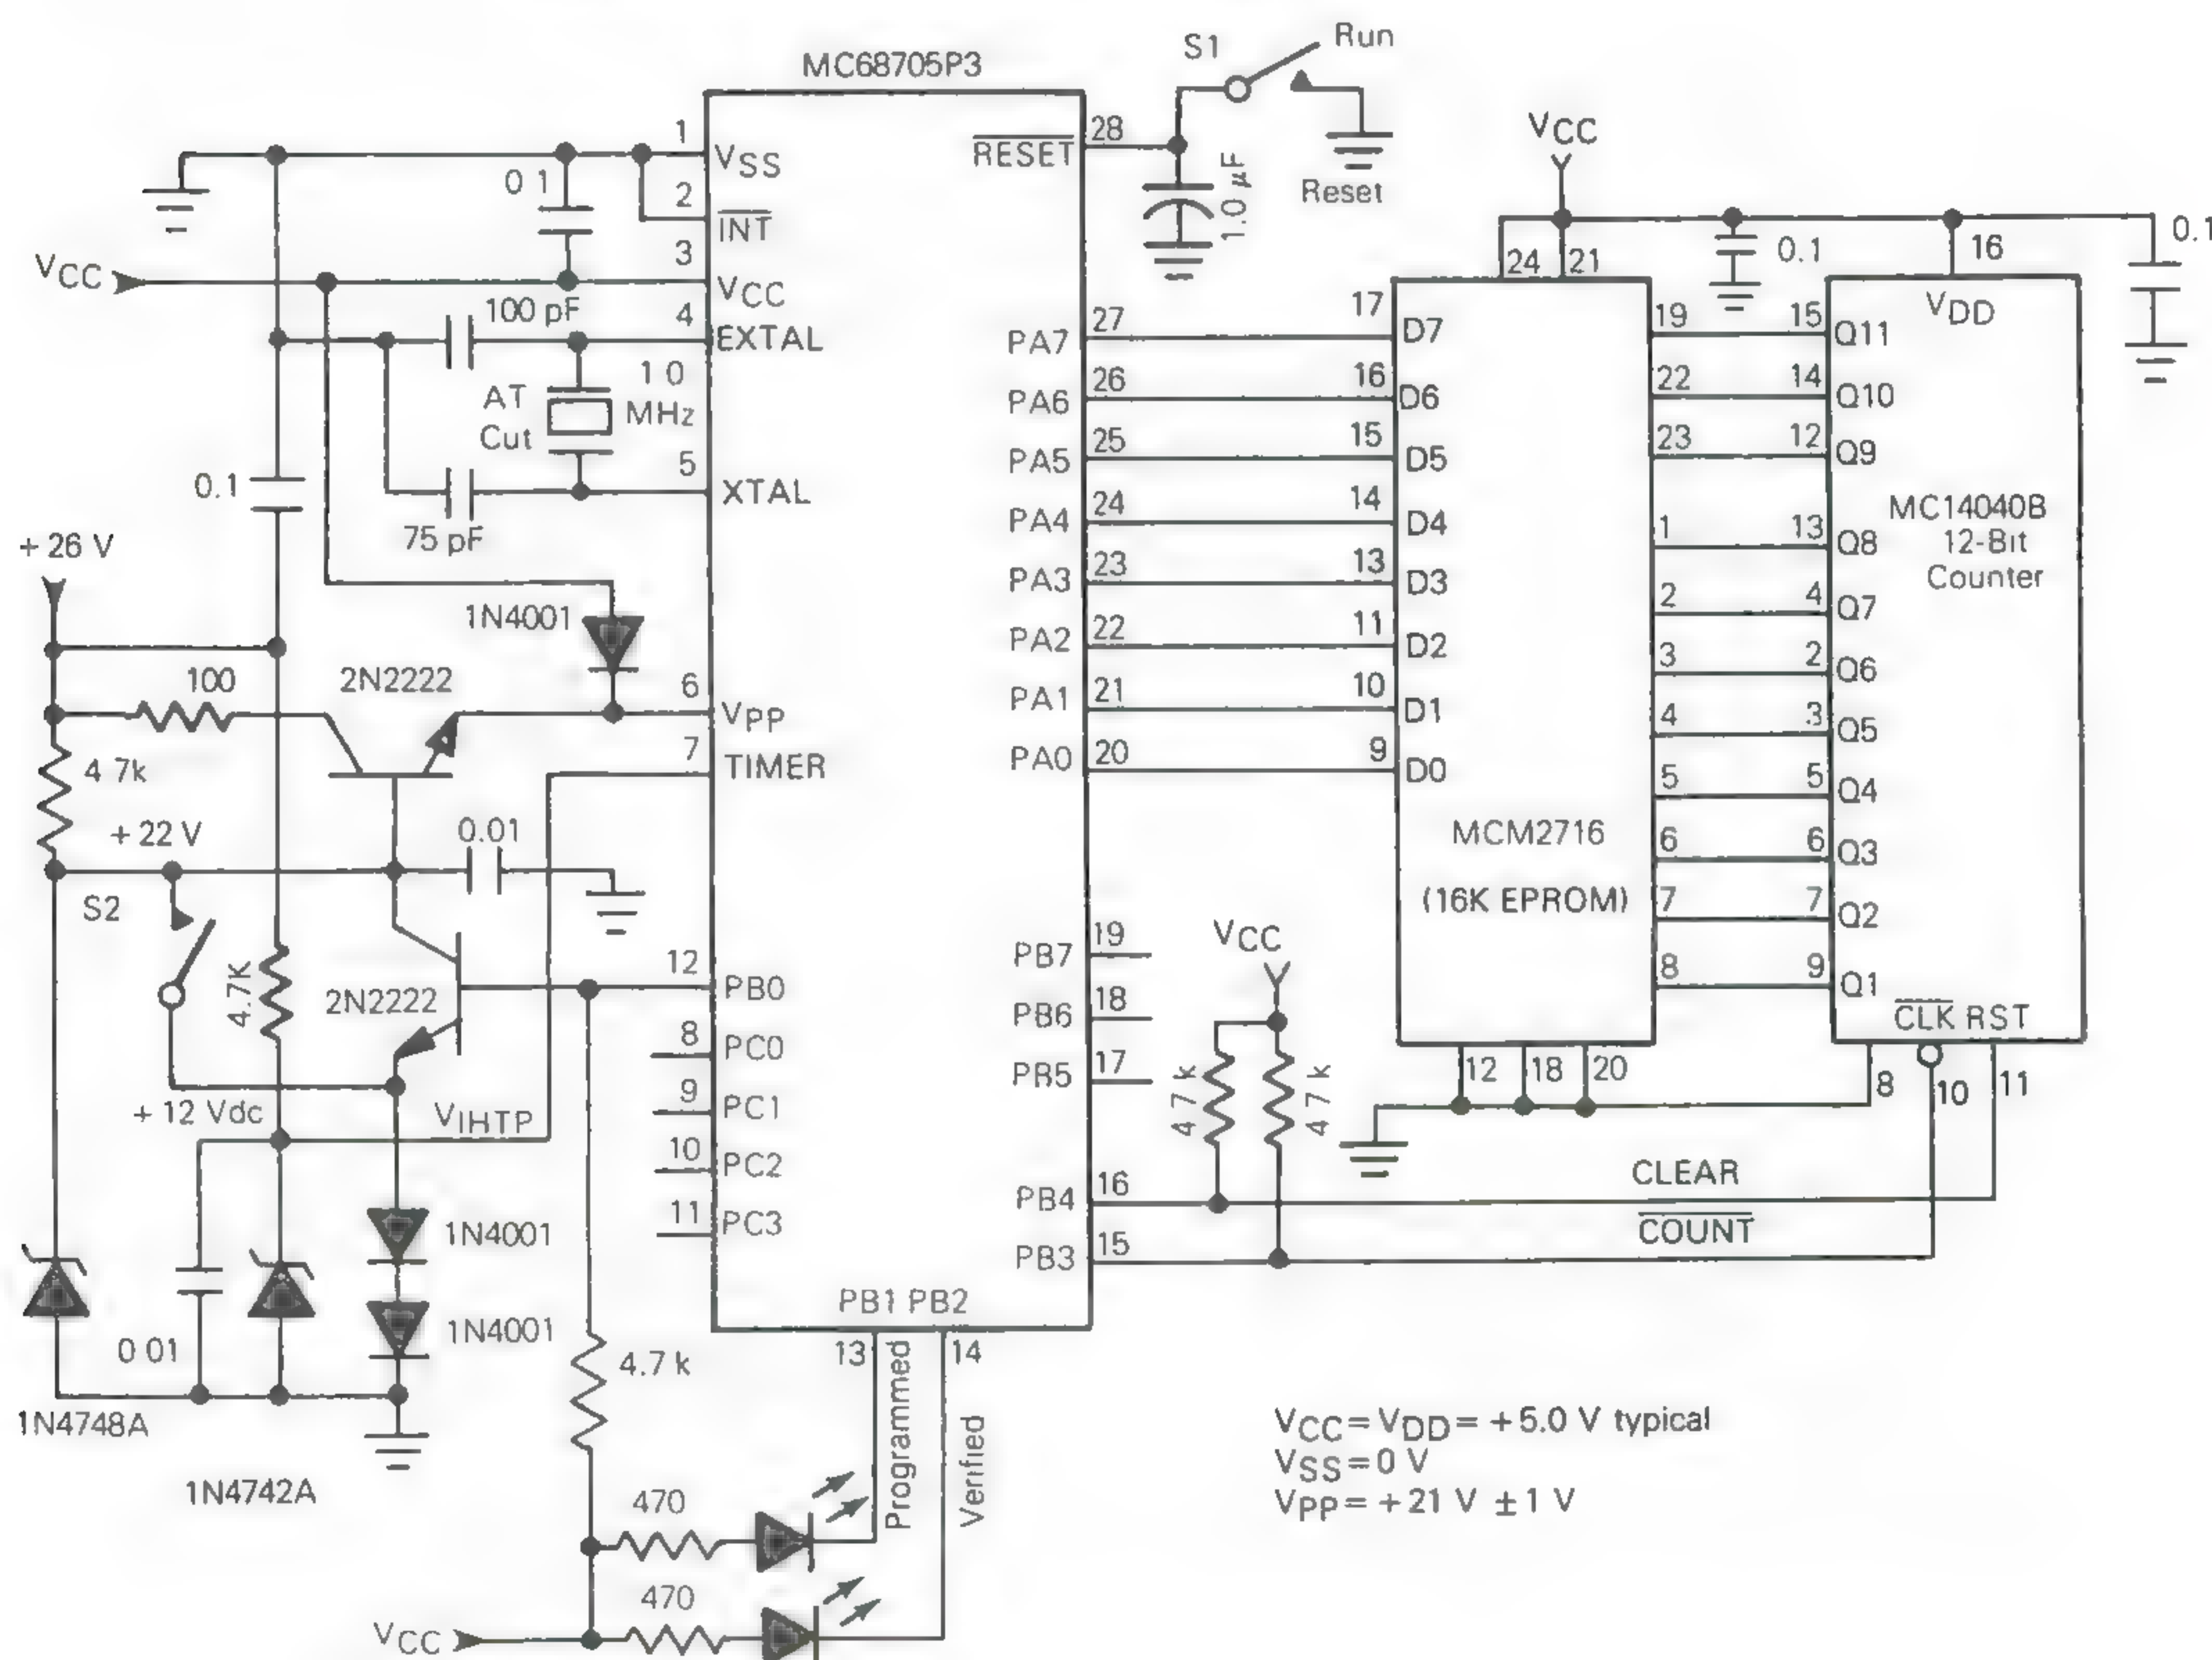 MC68705P3
S1
Run
Reset
1.0 µF
VCC
1
VSS
2
INT
3
VCC
4
EXTAL
5
XTAL
6
VPP
7
TIMER
12
PB0
8
PC0
9
PC1
10
PC2
11
PC3
RESET
28
PA7
27
PA6
26
PA5
25
PA4
24
PA3
23
PA2
22
PA1
21
PA0
20
PB7
19
PB6
18
PB5
17
PB4
16
PB3
15
PB1 PB2
13
14
Programmed
Verified
0 1
VCC
100 pF
AT
Cut
1 0
MHz
75 pF
0.1
+ 26 V
1N4001
100
2N2222
4 7k
+ 22 V
0.01
S2
4.7K
2N2222
+ 12 Vdc
VIHTP
1N4001
1N4001
0 01
1N4748A
1N4742A
4.7 k
470
470
VCC
24
21
0.1
0.1
17
D7
16
D6
15
D5
14
D4
13
D3
11
D2
10
D1
9
D0
MCM2716
(16K EPROM)
12
18
20
19
22
23
1
2
3
4
5
6
7
8
16
VDD
15
Q11
14
Q10
12
Q9
13
Q8
4
Q7
2
Q6
3
Q5
5
Q4
6
Q3
7
Q2
9
Q1
MC14040B
12-Bit
Counter
CLK RST
8
10
11
VCC
4 7 k
4 7 k
CLEAR
COUNT
VCC = VDD = +5.0 V typical
VSS = 0 V
VPP = +21 V ±1 V